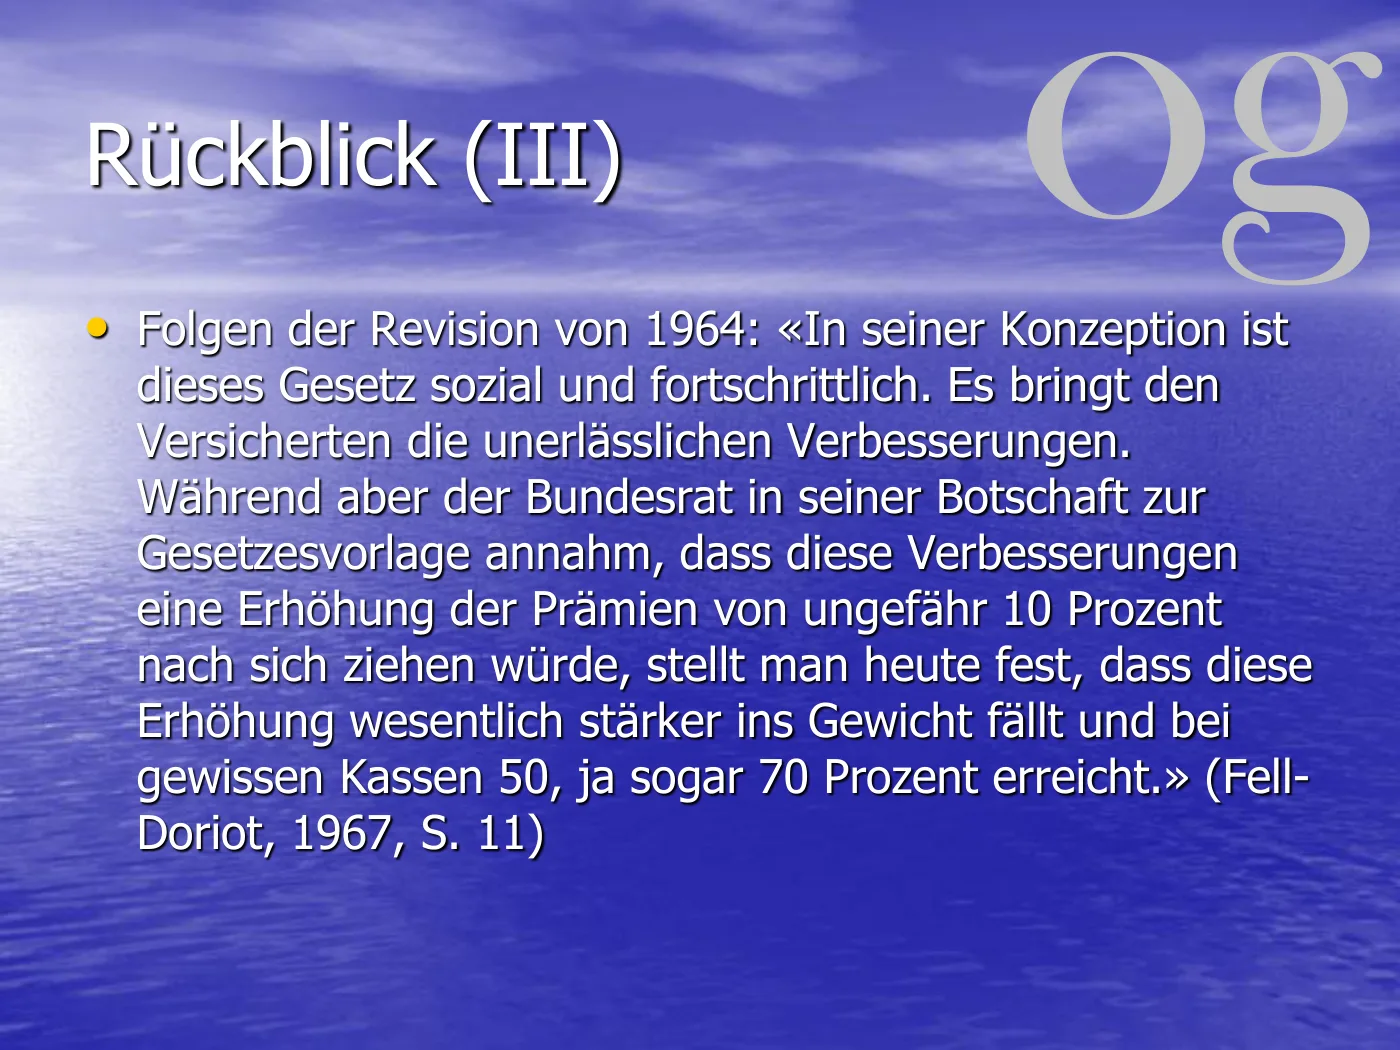 og
Rückblick (III)
• Folgen der Revision von 1964: «In seiner Konzeption ist
dieses Gesetz sozial und fortschrittlich. Es bringt den
Versicherten die unerlässlichen Verbesserungen.
Während aber der Bundesrat in seiner Botschaft zur
Gesetzesvorlage annahm, dass diese Verbesserungen
eine Erhöhung der Prämien von ungefähr 10 Prozent
nach sich ziehen würde, stellt man heute fest, dass diese
Erhöhung wesentlich stärker ins Gewicht fällt und bei
gewissen Kassen 50, ja sogar 70 Prozent erreicht.» (Fell-
Doriot, 1967, S. 11)